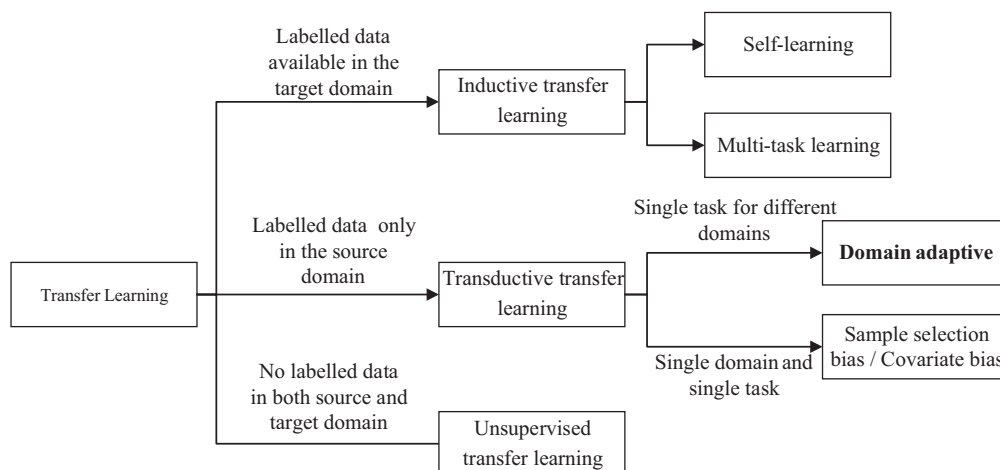 Labelled data
available in the
target domain
Inductive transfer
learning
Self-learning
Multi-task learning
Transfer Learning
Labelled data only
in the source
domain
Transductive transfer
learning
Single task for different
domains
Domain adaptive
Single domain and
single task
Sample selection
bias / Covariate bias
No labelled data
in both source and
target domain
Unsupervised
transfer learning